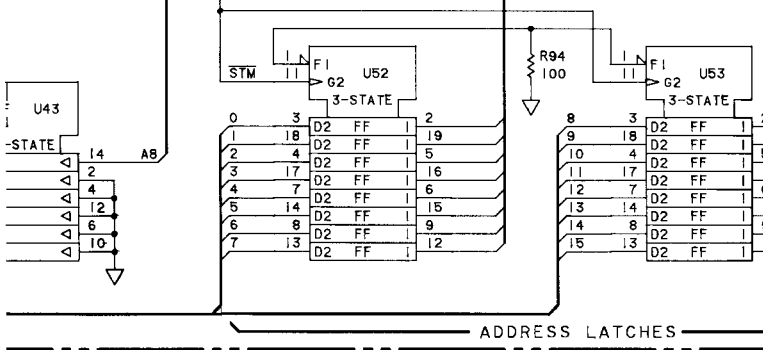 1 F1 U52 R94 1 F1 U53
STM 11 G2 100 11 G2
U43 3-STATE 3-STATE
-STATE
0 3 D2 FF 1 2 8 3 D2 FF 1
1 18 D2 FF 1 19 9 18 D2 FF 1
14 A8 2 4 D2 FF 1 5 10 4 D2 FF 1
2 3 17 D2 FF 1 16 11 17 D2 FF 1
4 4 7 D2 FF 1 6 12 7 D2 FF 1
12 5 14 D2 FF 1 15 13 14 D2 FF 1
6 6 8 D2 FF 1 9 14 8 D2 FF 1
10 7 13 D2 FF 1 12 15 13 D2 FF 1
ADDRESS LATCHES